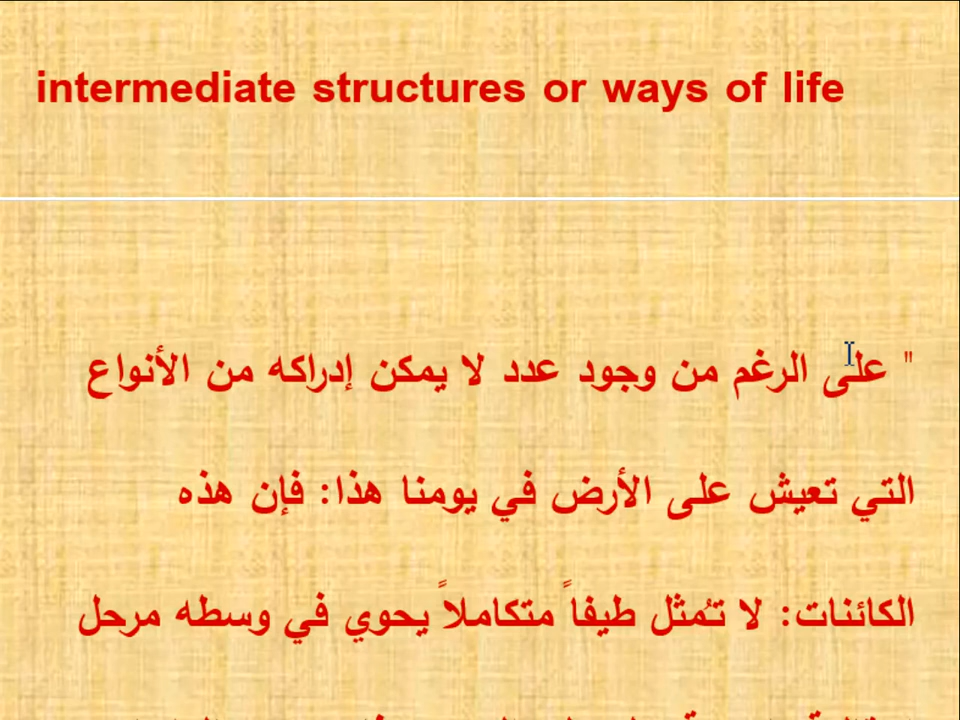 intermediate structures or ways of life
" على الرغم من وجود عدد لا يمكن إدراكه من الأنواع
التي تعيش على الأرض في يومنا هذا: فإن هذه
الكائنات: لا تـُمثل طيفاً متكاملاً يحوي في وسطه مرحل